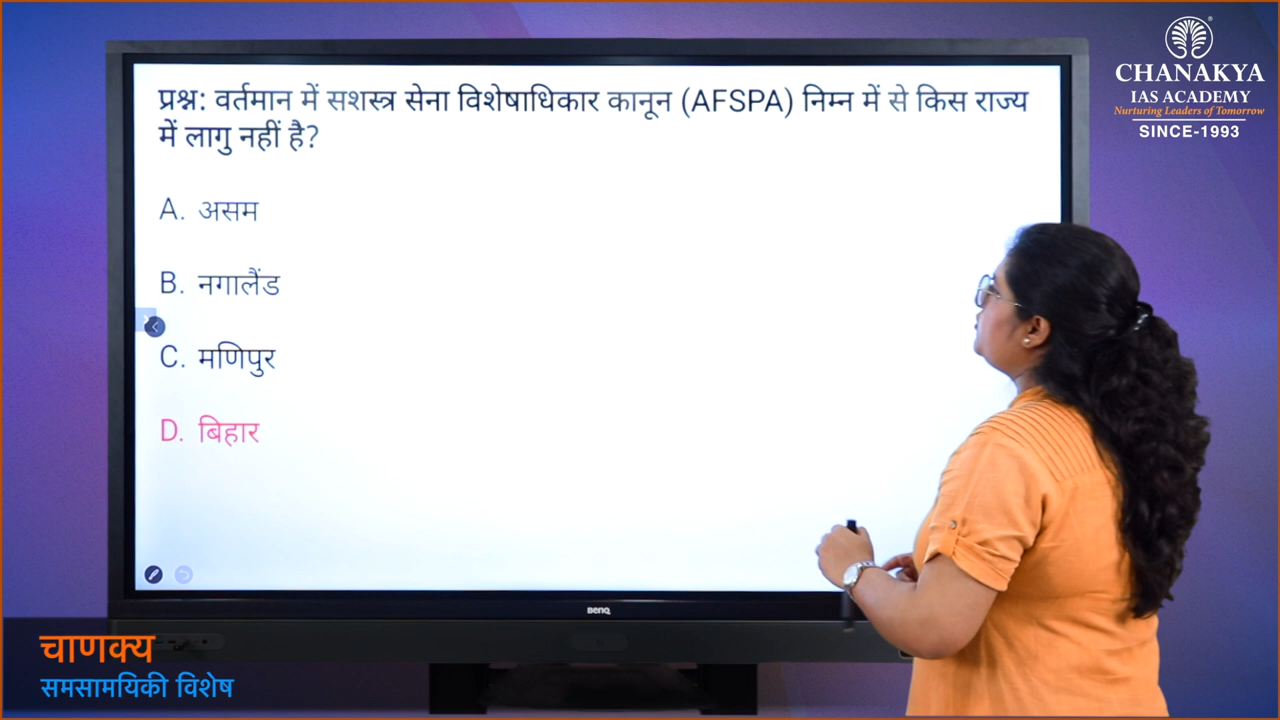 CHANAKYA
IAS ACADEMY
Nurturing Leaders of Tomorrow
SINCE-1993
प्रश्न: वर्तमान में सशस्त्र सेना विशेषाधिकार कानून (AFSPA) निम्न में से किस राज्य
में लागु नहीं है?
A. असम
B. नगालैंड
C. मणिपुर
D. बिहार
BenQ
चाणक्य
समसामयिकी विशेष